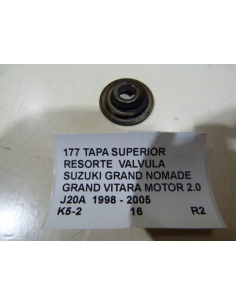 177 TAPA SUPERIOR
RESORTE VALVULA
SUZUKI GRAND NOMADE
GRAND VITARA MOTOR 2.0
J20A 1998 - 2005
K5-2 16 R2